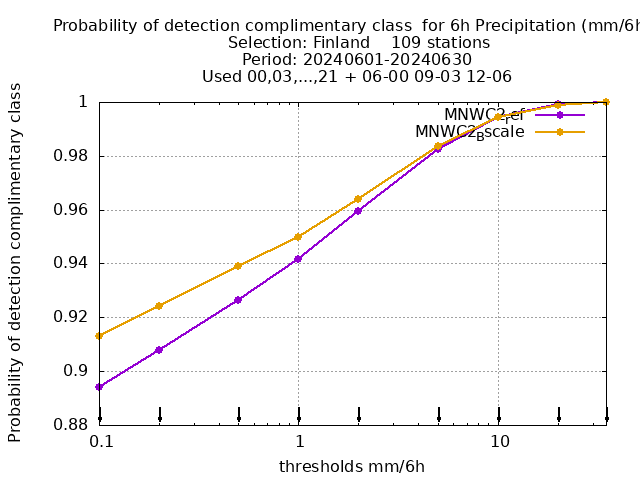 Probability of detection complimentary class  for 6h Precipitation (mm/6h
Selection: Finland    109 stations
Period: 20240601-20240630
Used 00,03,...,21 + 06-00 09-03 12-06
Probability of detection complimentary class
1
0.98
0.96
0.94
0.92
0.9
0.88
MNWC2ref
MNWC2Bscale
0.1
1
10
thresholds mm/6h